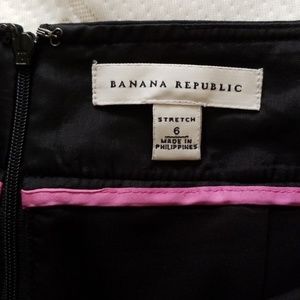 BANANA REPUBLIC
STRETCH
6
MADE IN
PHILIPPINES